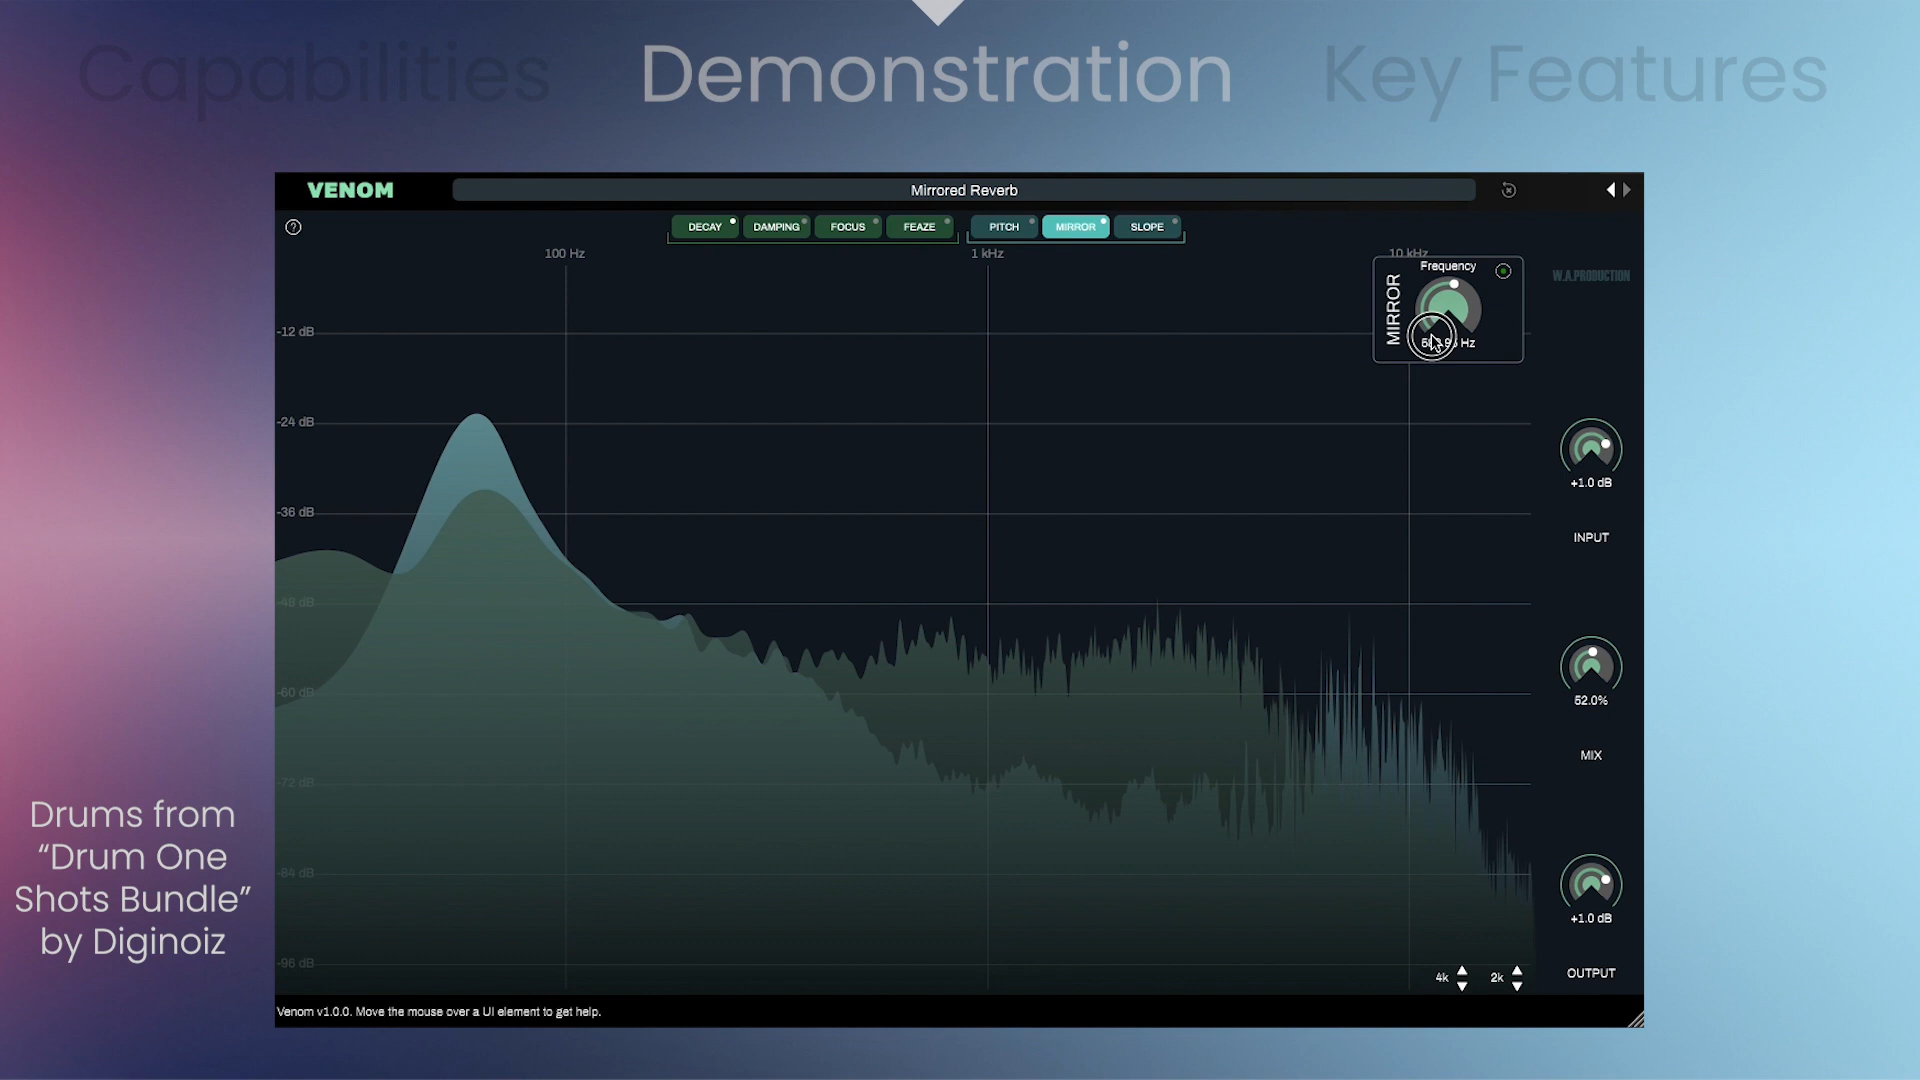 Capabilities
Demonstration
Key Features
VENOM
Mirrored Reverb
DECAY
DAMPING
FOCUS
FEAZE
PITCH
MIRROR
SLOPE
100 Hz
1 kHz
10 kHz
Frequency
MIRROR
Hz
W.A.PRODUCTION
-12 dB
-24 dB
-36 dB
-48 dB
-60 dB
-72 dB
-84 dB
-96 dB
+1.0 dB
INPUT
52.0%
MIX
+1.0 dB
OUTPUT
4k
2k
Drums from
“Drum One
Shots Bundle”
by Diginoiz
Venom v1.0.0. Move the mouse over a UI element to get help.